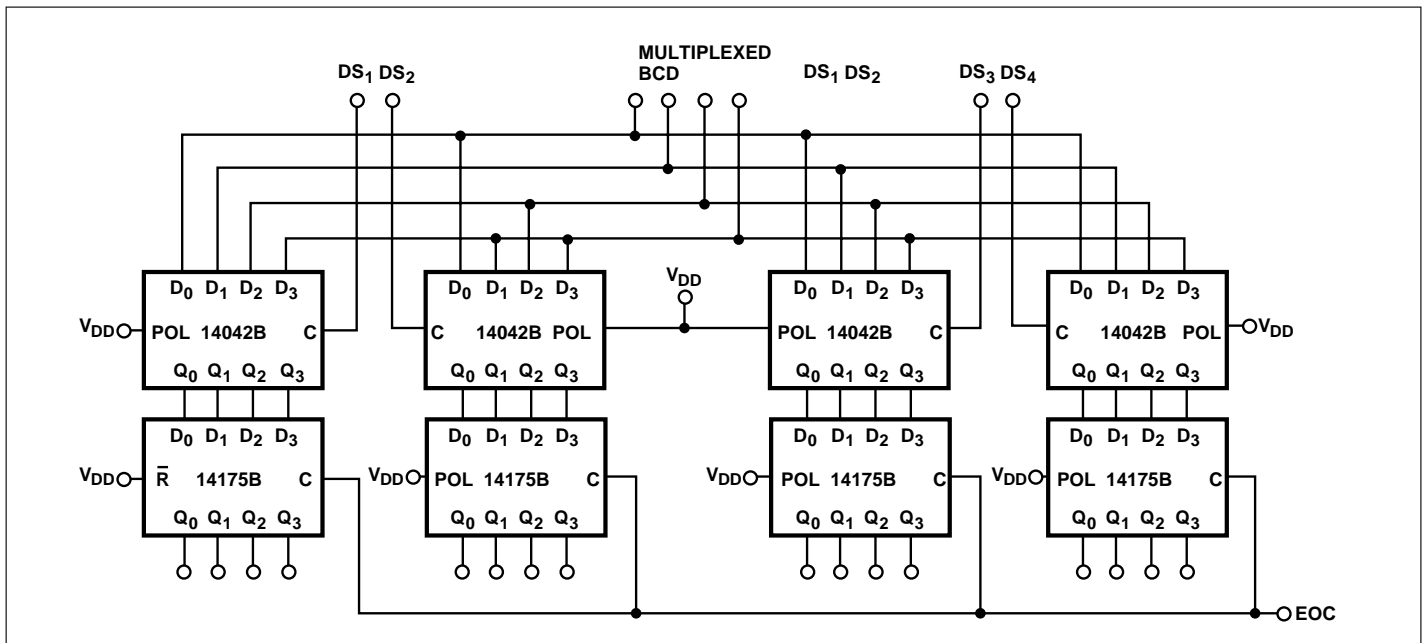 MULTIPLEXED
DS1 DS2 BCD DS1 DS2 DS3 DS4
VDD
D0 D1 D2 D3 D0 D1 D2 D3 D0 D1 D2 D3 D0 D1 D2 D3
VDD POL 14042B C C 14042B POL POL 14042B C C 14042B POL VDD
Q0 Q1 Q2 Q3 Q0 Q1 Q2 Q3 Q0 Q1 Q2 Q3 Q0 Q1 Q2 Q3
D0 D1 D2 D3 D0 D1 D2 D3 D0 D1 D2 D3 D0 D1 D2 D3
VDD R̅ 14175B C VDD POL 14175B C VDD POL 14175B C VDD POL 14175B C
Q0 Q1 Q2 Q3 Q0 Q1 Q2 Q3 Q0 Q1 Q2 Q3 Q0 Q1 Q2 Q3
EOC